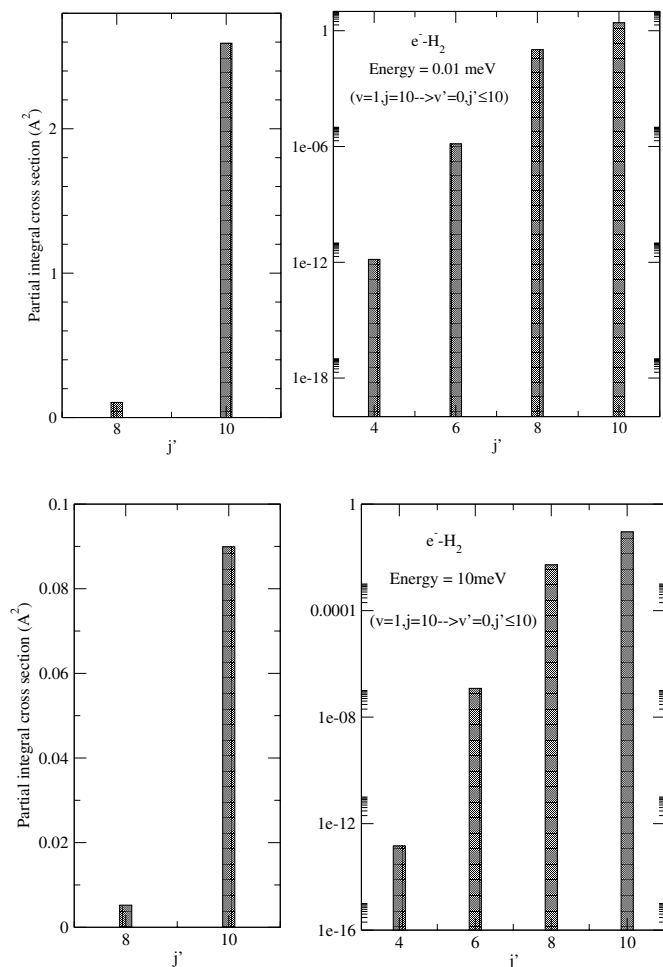 Partial integral cross section (A²)
2
1
0
8
10
j'
1
1e-06
1e-12
1e-18
e⁻-H₂
Energy = 0.01 meV
(v=1,j=10-->v'=0,j'≤10)
4
6
8
10
j'
Partial integral cross section (A²)
0.1
0.08
0.06
0.04
0.02
0
8
10
j'
1
0.0001
1e-08
1e-12
1e-16
e⁻-H₂
Energy = 10meV
(v=1,j=10-->v'=0,j'≤10)
4
6
8
10
j'